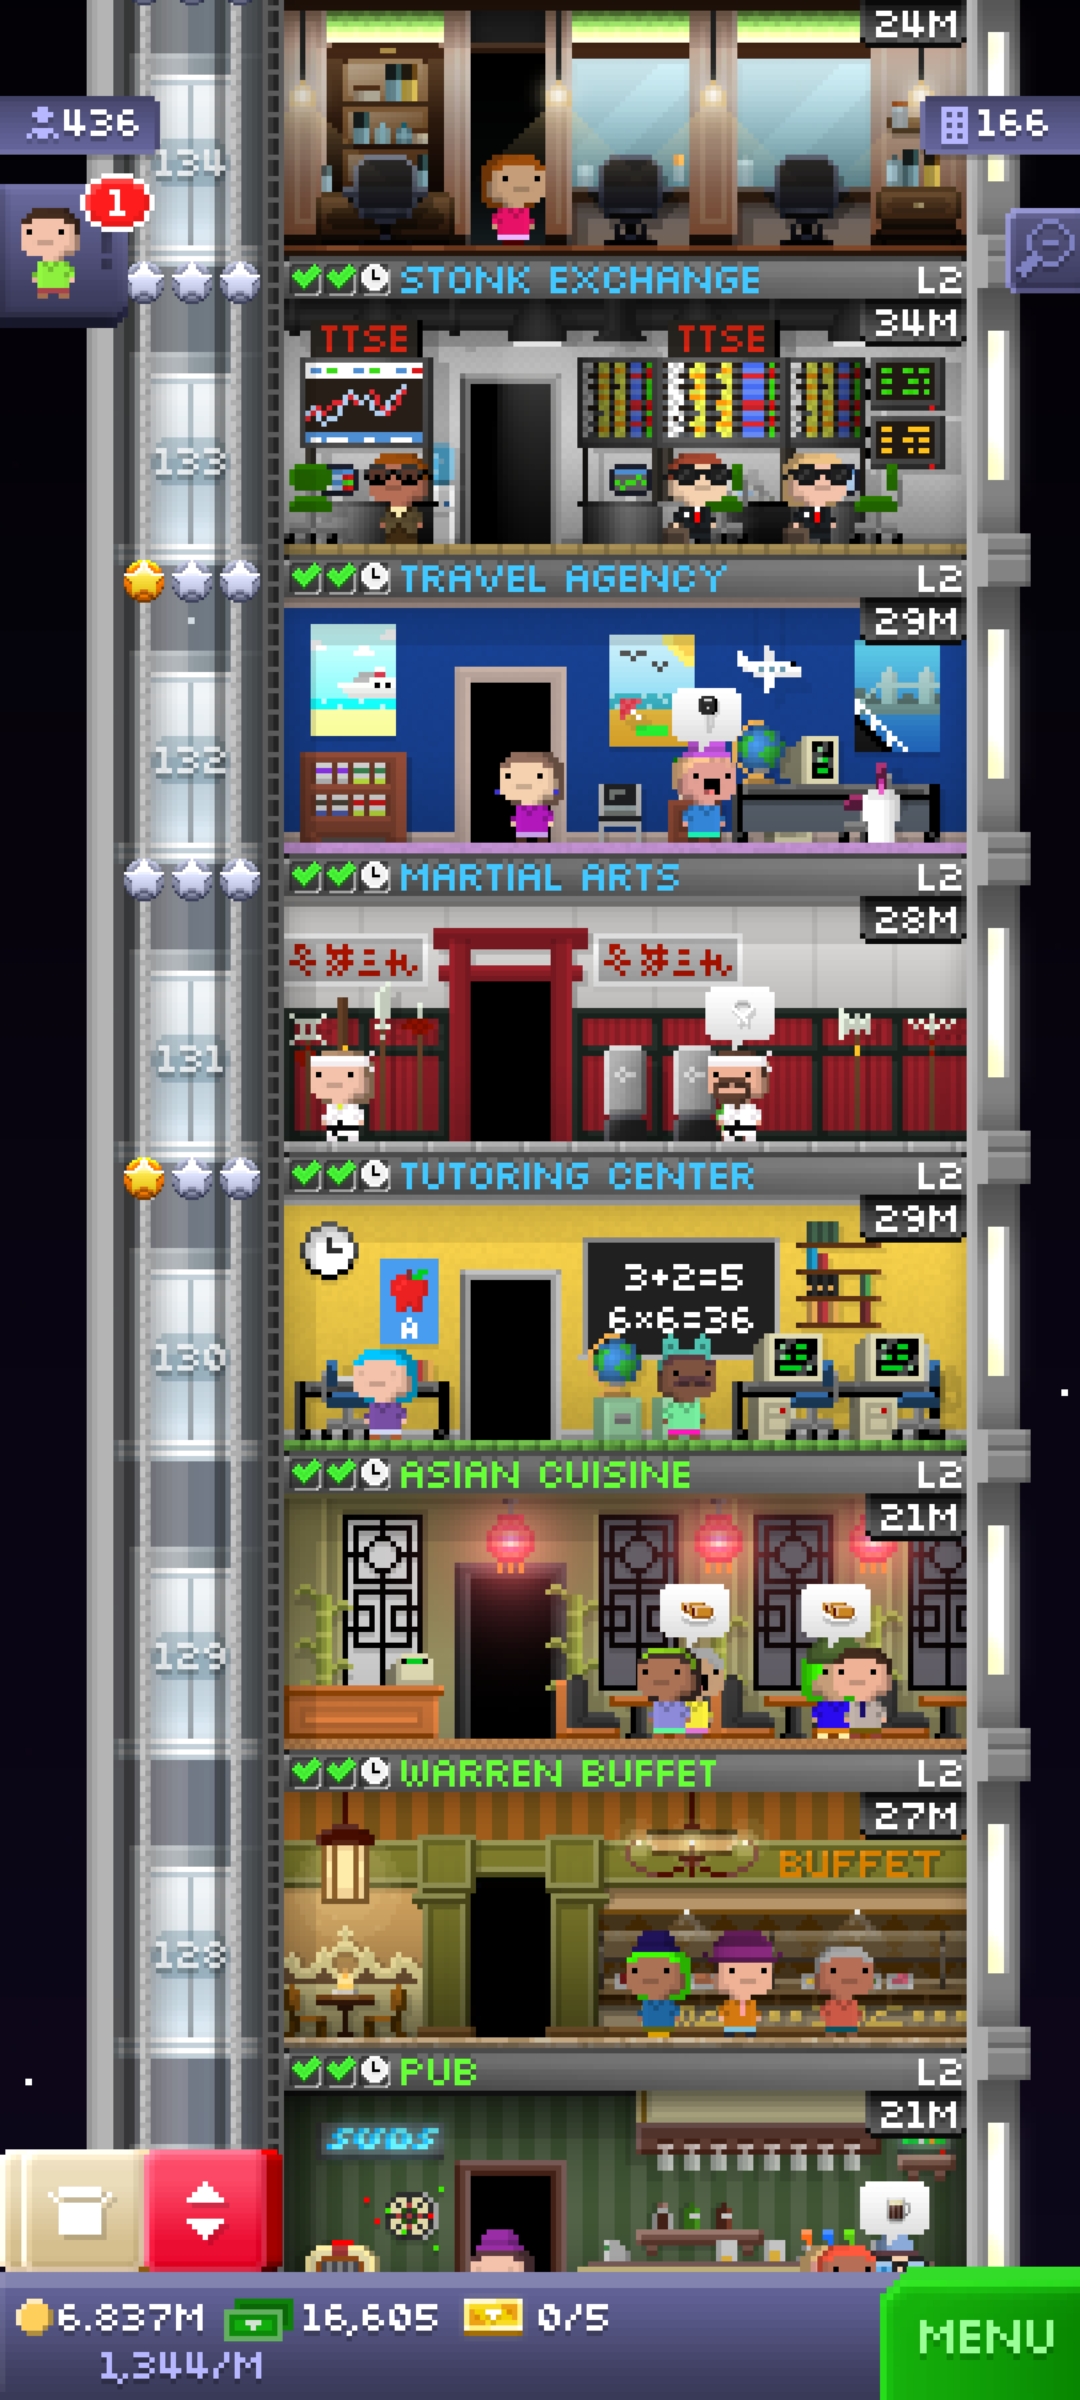 24M
436
166
134
1
STONK EXCHANGE L2
34M
TTSE TTSE
133
TRAVEL AGENCY L2
29M
132
MARTIAL ARTS L2
28M
131
TUTORING CENTER L2
29M
3+2=5
6×6=36
A
130
ASIAN CUISINE L2
21M
129
WARREN BUFFET L2
27M
BUFFET
128
PUB L2
21M
SUDS
6.837M 16,605 0/5
1,344/M
MENU